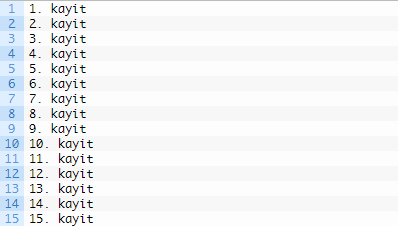 1 1. kayit
2 2. kayit
3 3. kayit
4 4. kayit
5 5. kayit
6 6. kayit
7 7. kayit
8 8. kayit
9 9. kayit
10 10. kayit
11 11. kayit
12 12. kayit
13 13. kayit
14 14. kayit
15 15. kayit